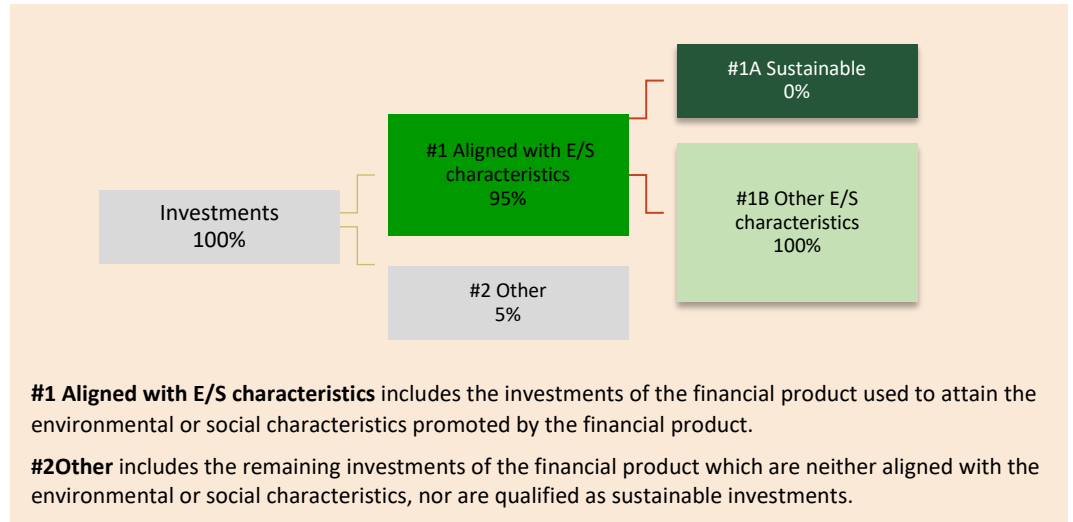 #1A Sustainable
0%
#1 Aligned with E/S
characteristics
95%
#1B Other E/S
characteristics
100%
Investments
100%
#2 Other
5%
#1 Aligned with E/S characteristics includes the investments of the financial product used to attain the
environmental or social characteristics promoted by the financial product.
#2Other includes the remaining investments of the financial product which are neither aligned with the
environmental or social characteristics, nor are qualified as sustainable investments.